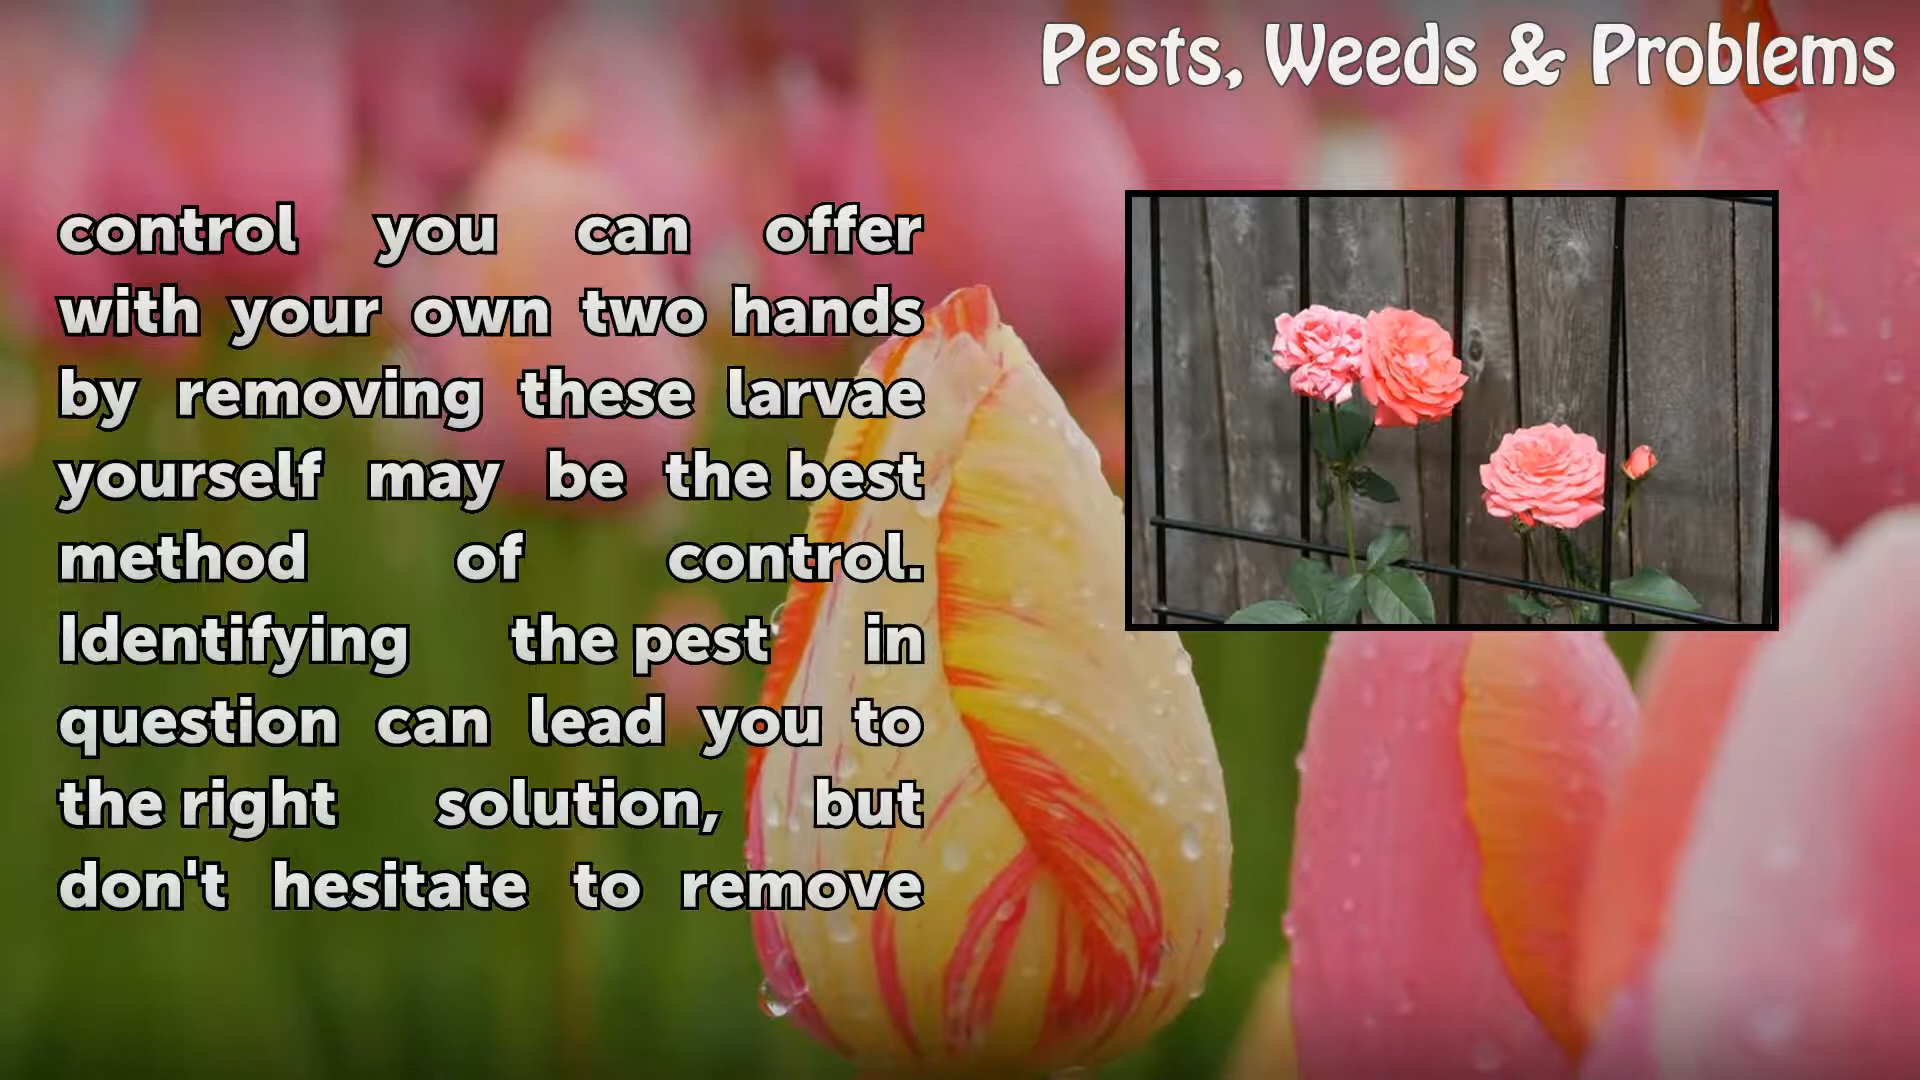 Pests, Weeds & Problems
control you can offer
with your own two hands
by removing these larvae
yourself may be the best
method of control.
Identifying the pest in
question can lead you to
the right solution, but
don't hesitate to remove